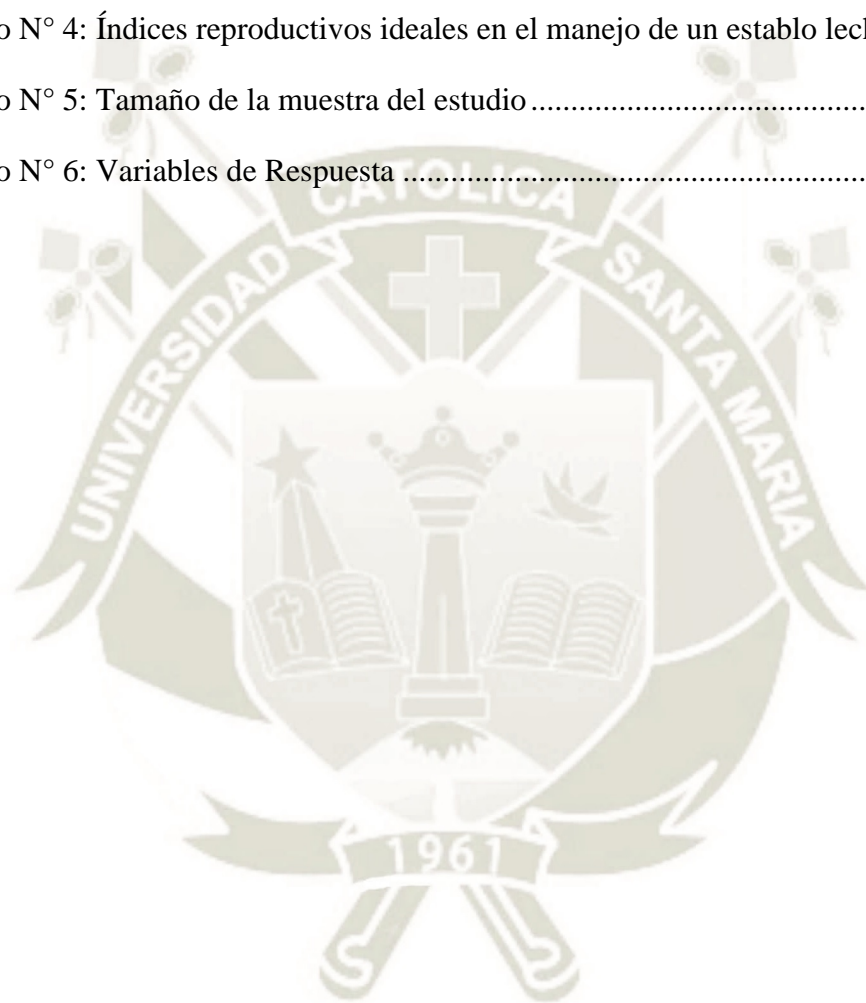 o N° 4: Índices reproductivos ideales en el manejo de un establo lecl
o N° 5: Tamaño de la muestra del estudio ..........................................
o N° 6: Variables de Respuesta ........................................................
UNIVERSIDAD CATOLICA SANTA MARIA
1961